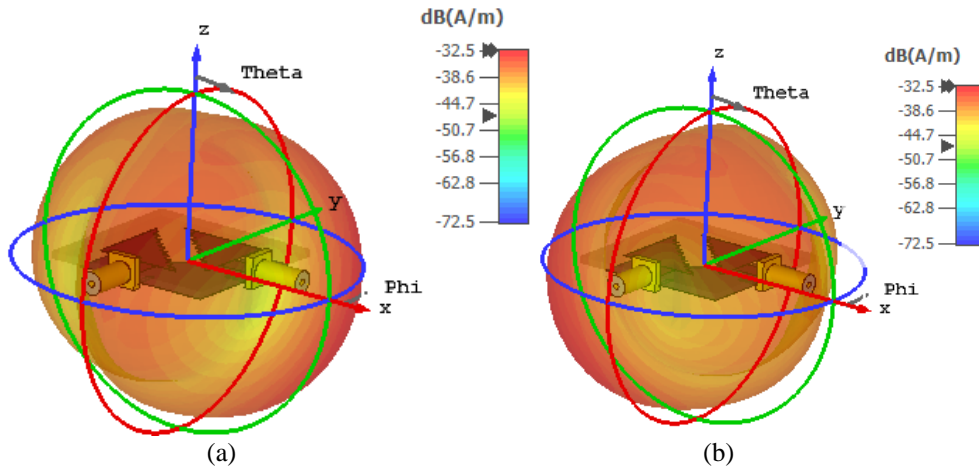 dB(A/m)
-32.5
-38.6
-44.7
-50.7
-56.8
-62.8
-72.5
z
Theta
y
Phi
x
(a)
dB(A/m)
-32.5
-38.6
-44.7
-50.7
-56.8
-62.8
-72.5
z
Theta
y
Phi
x
(b)